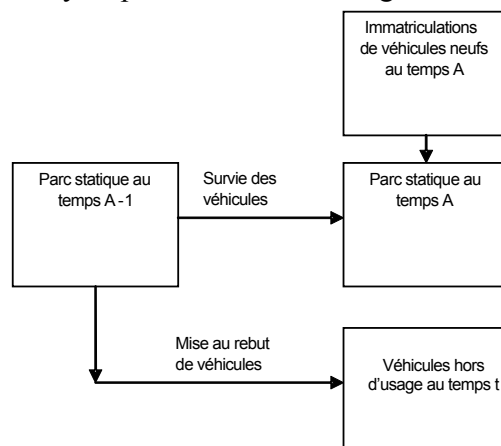 Immatriculations
de véhicules neufs
au temps A
Parc statique au
temps A -1
Survie des
véhicules
Parc statique au
temps A
Mise au rebut
de véhicules
Véhicules hors
d'usage au temps t